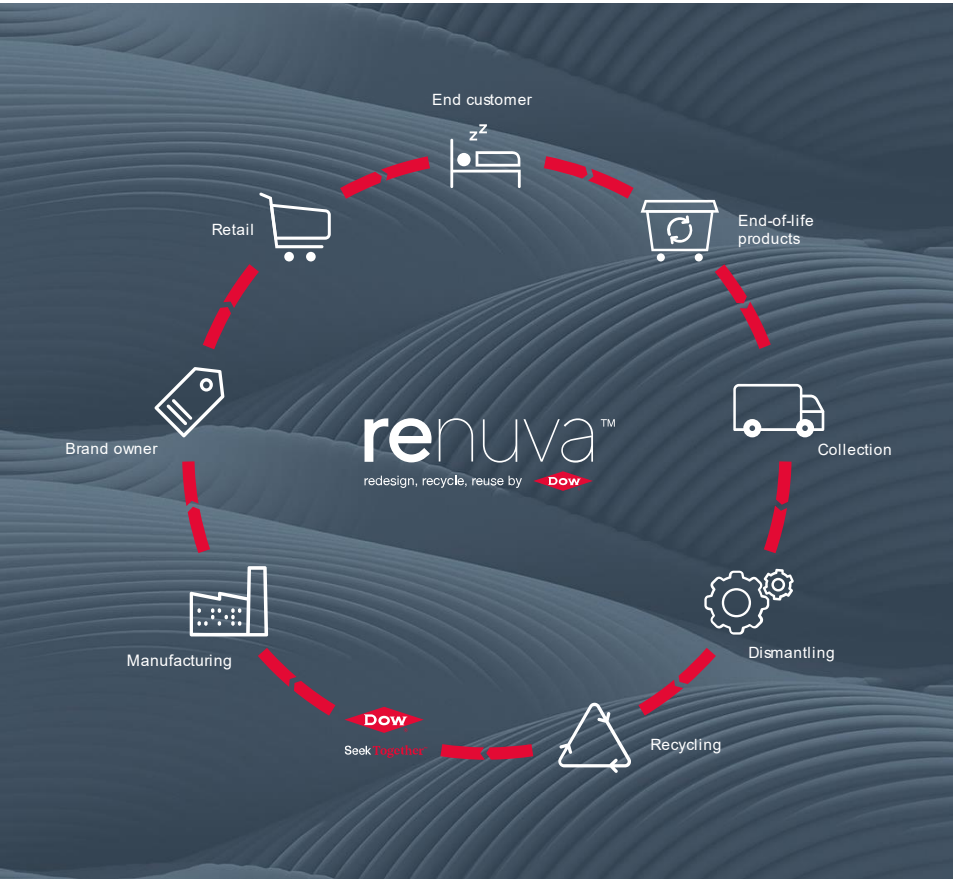 End customer
zz
Retail
End-of-life
products
Brand owner
renuva™
redesign, recycle, reuse by Dow
Collection
Manufacturing
Dismantling
Dow
Seek Together
Recycling